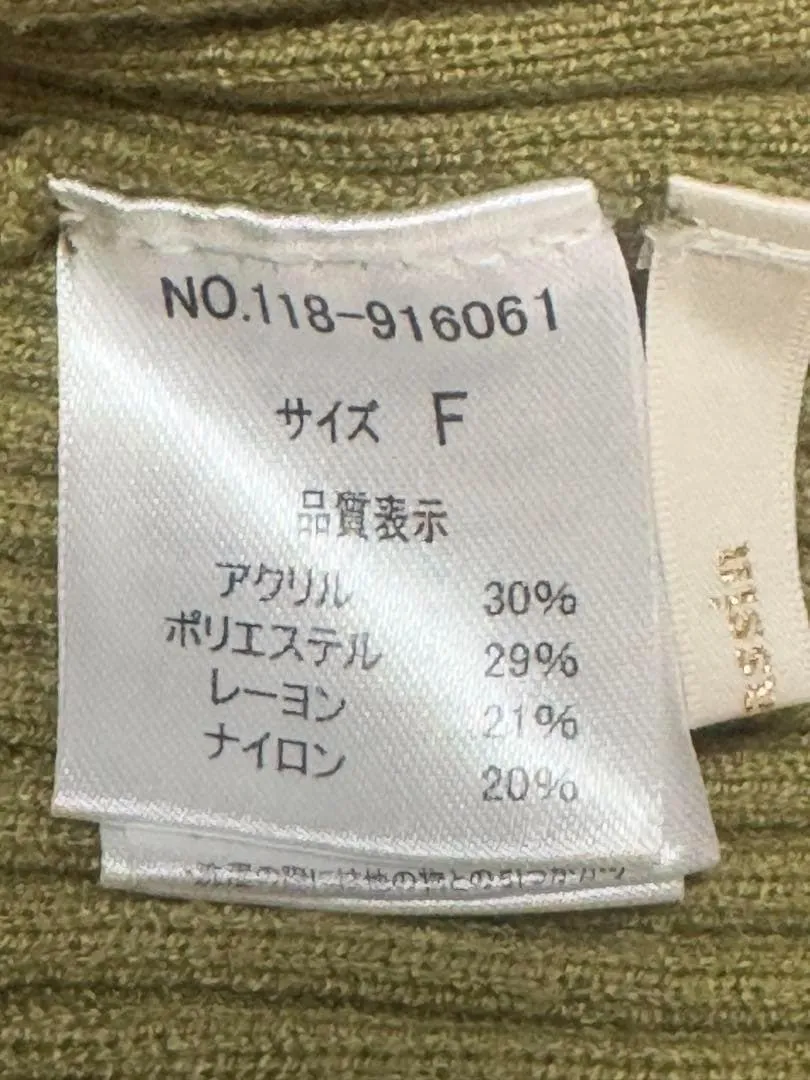 NO.118-916061
サイズ F
品質表示
アクリル 30%
ポリエステル 29%
レーヨン 21%
ナイロン 20%